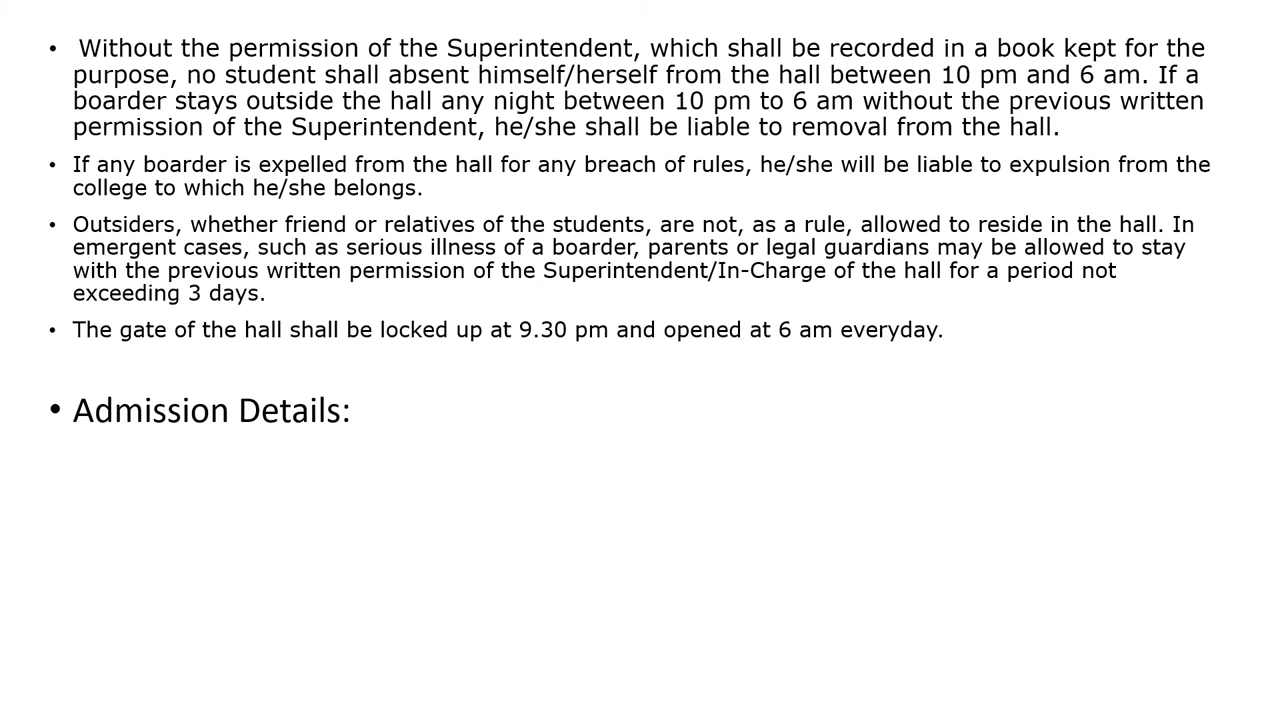 • Without the permission of the Superintendent, which shall be recorded in a book kept for the
purpose, no student shall absent himself/herself from the hall between 10 pm and 6 am. If a
boarder stays outside the hall any night between 10 pm to 6 am without the previous written
permission of the Superintendent, he/she shall be liable to removal from the hall.
• If any boarder is expelled from the hall for any breach of rules, he/she will be liable to expulsion from the
college to which he/she belongs.
• Outsiders, whether friend or relatives of the students, are not, as a rule, allowed to reside in the hall. In
emergent cases, such as serious illness of a boarder, parents or legal guardians may be allowed to stay
with the previous written permission of the Superintendent/In-Charge of the hall for a period not
exceeding 3 days.
• The gate of the hall shall be locked up at 9.30 pm and opened at 6 am everyday.
• Admission Details: